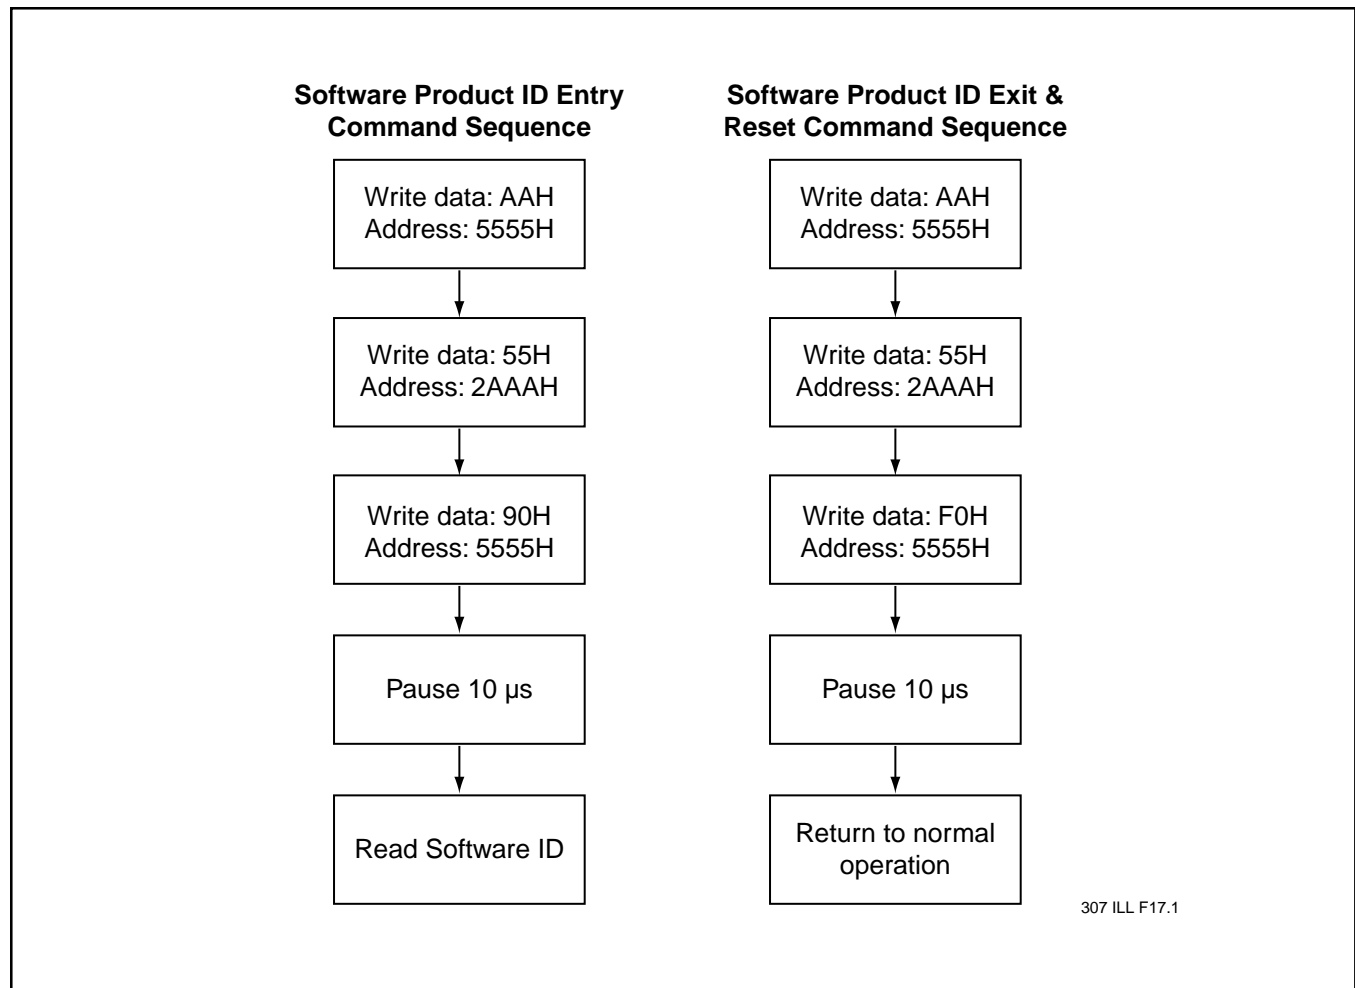 Software Product ID Entry
Command Sequence
Write data: AAH
Address: 5555H
Write data: 55H
Address: 2AAAH
Write data: 90H
Address: 5555H
Pause 10 µs
Read Software ID
Software Product ID Exit &
Reset Command Sequence
Write data: AAH
Address: 5555H
Write data: 55H
Address: 2AAAH
Write data: F0H
Address: 5555H
Pause 10 µs
Return to normal
operation
307 ILL F17.1